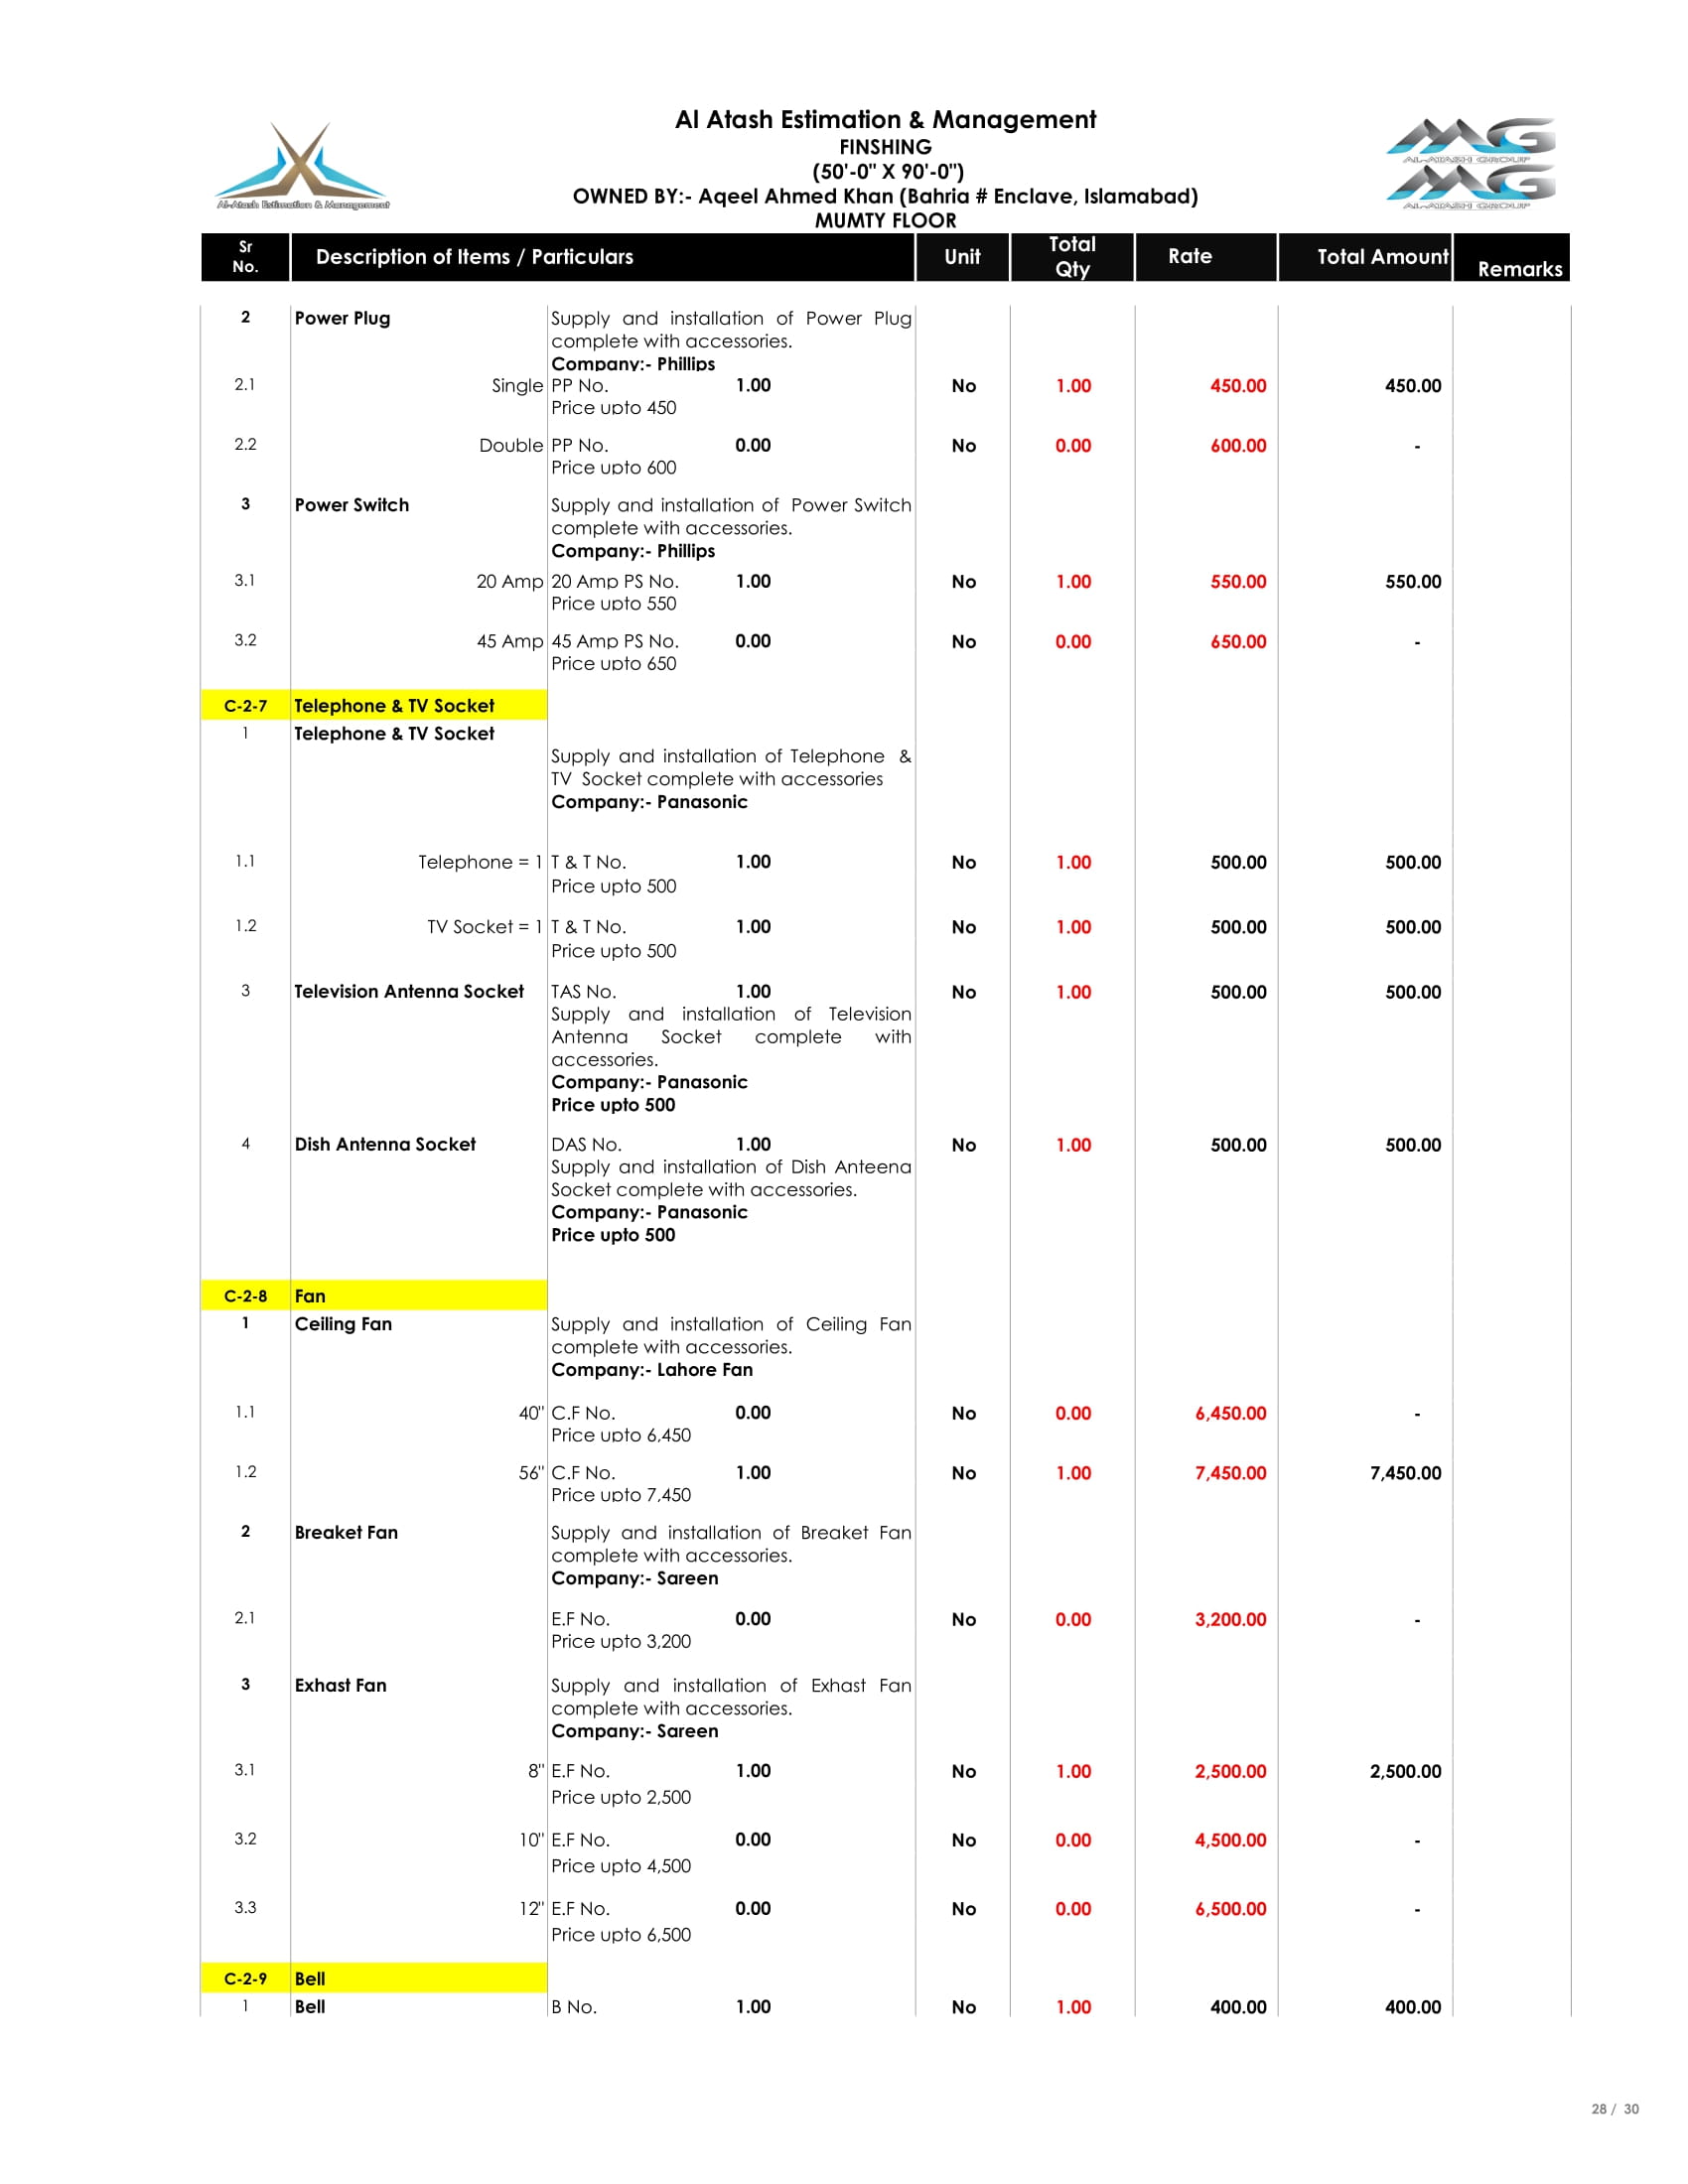 Al Atash Estimation & Management
FINSHING
(50'-0" X 90'-0")
OWNED BY:- Aqeel Ahmed Khan (Bahria # Enclave, Islamabad)
MUMTY FLOOR
Al-Atash Estimation & Management
AL-ATASH GROUP
AL-ATASH GROUP
Sr No. Description of Items / Particulars Unit Total Qty Rate Total Amount Remarks
2 Power Plug Supply and installation of Power Plug
complete with accessories.
Company:- Phillips
2.1 Single PP No. 1.00 No 1.00 450.00 450.00
Price upto 450
2.2 Double PP No. 0.00 No 0.00 600.00 -
Price upto 600
3 Power Switch Supply and installation of Power Switch
complete with accessories.
Company:- Phillips
3.1 20 Amp 20 Amp PS No. 1.00 No 1.00 550.00 550.00
Price upto 550
3.2 45 Amp 45 Amp PS No. 0.00 No 0.00 650.00 -
Price upto 650
C-2-7 Telephone & TV Socket
1 Telephone & TV Socket
Supply and installation of Telephone &
TV Socket complete with accessories
Company:- Panasonic
1.1 Telephone = 1 T & T No. 1.00 No 1.00 500.00 500.00
Price upto 500
1.2 TV Socket = 1 T & T No. 1.00 No 1.00 500.00 500.00
Price upto 500
3 Television Antenna Socket TAS No. 1.00 No 1.00 500.00 500.00
Supply and installation of Television
Antenna Socket complete with
accessories.
Company:- Panasonic
Price upto 500
4 Dish Antenna Socket DAS No. 1.00 No 1.00 500.00 500.00
Supply and installation of Dish Anteena
Socket complete with accessories.
Company:- Panasonic
Price upto 500
C-2-8 Fan
1 Ceiling Fan Supply and installation of Ceiling Fan
complete with accessories.
Company:- Lahore Fan
1.1 40" C.F No. 0.00 No 0.00 6,450.00 -
Price upto 6,450
1.2 56" C.F No. 1.00 No 1.00 7,450.00 7,450.00
Price upto 7,450
2 Breaket Fan Supply and installation of Breaket Fan
complete with accessories.
Company:- Sareen
2.1 E.F No. 0.00 No 0.00 3,200.00 -
Price upto 3,200
3 Exhast Fan Supply and installation of Exhast Fan
complete with accessories.
Company:- Sareen
3.1 8" E.F No. 1.00 No 1.00 2,500.00 2,500.00
Price upto 2,500
3.2 10" E.F No. 0.00 No 0.00 4,500.00 -
Price upto 4,500
3.3 12" E.F No. 0.00 No 0.00 6,500.00 -
Price upto 6,500
C-2-9 Bell
1 Bell B No. 1.00 No 1.00 400.00 400.00
28 / 30